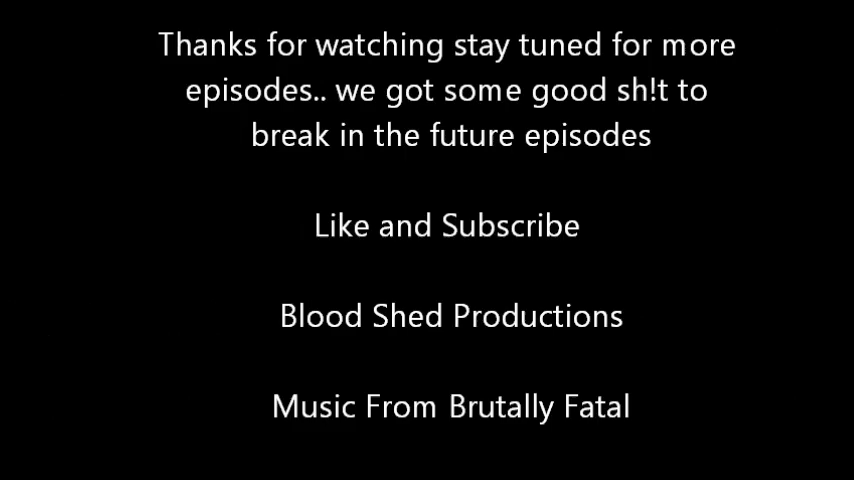 Thanks for watching stay tuned for more
episodes.. we got some good sh!t to
break in the future episodes
Like and Subscribe
Blood Shed Productions
Music From Brutally Fatal